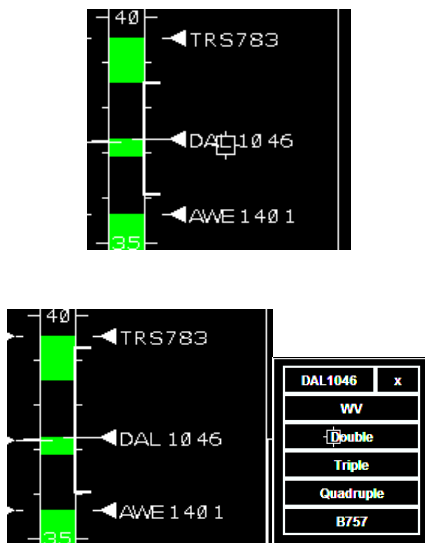 40
TRS783
DAL1046
AWE1401
35
40
TRS783
DAL1046
AWE1401
35
DAL1046 x
WV
Double
Triple
Quadruple
B757